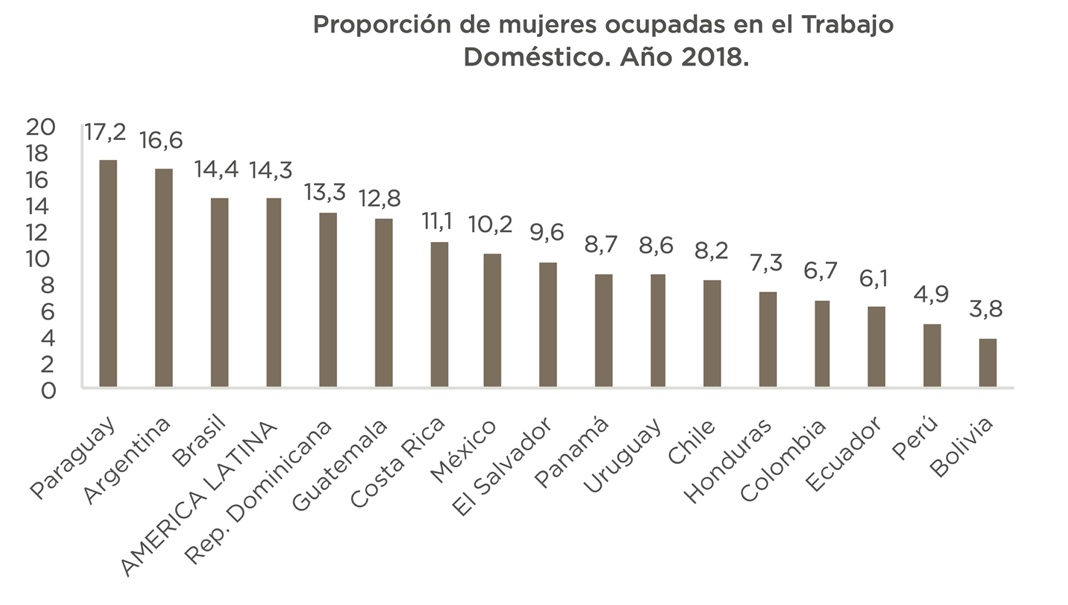 Proporción de mujeres ocupadas en el Trabajo
Doméstico. Año 2018.
20
18
16
14
12
10
8
6
4
2
0
17,2
16,6
14,4
14,3
13,3
12,8
11,1
10,2
9,6
8,7
8,6
8,2
7,3
6,7
6,1
4,9
3,8
Paraguay
Argentina
Brasil
AMERICA LATINA
Rep. Dominicana
Guatemala
Costa Rica
México
El Salvador
Panamá
Uruguay
Chile
Honduras
Colombia
Ecuador
Perú
Bolivia